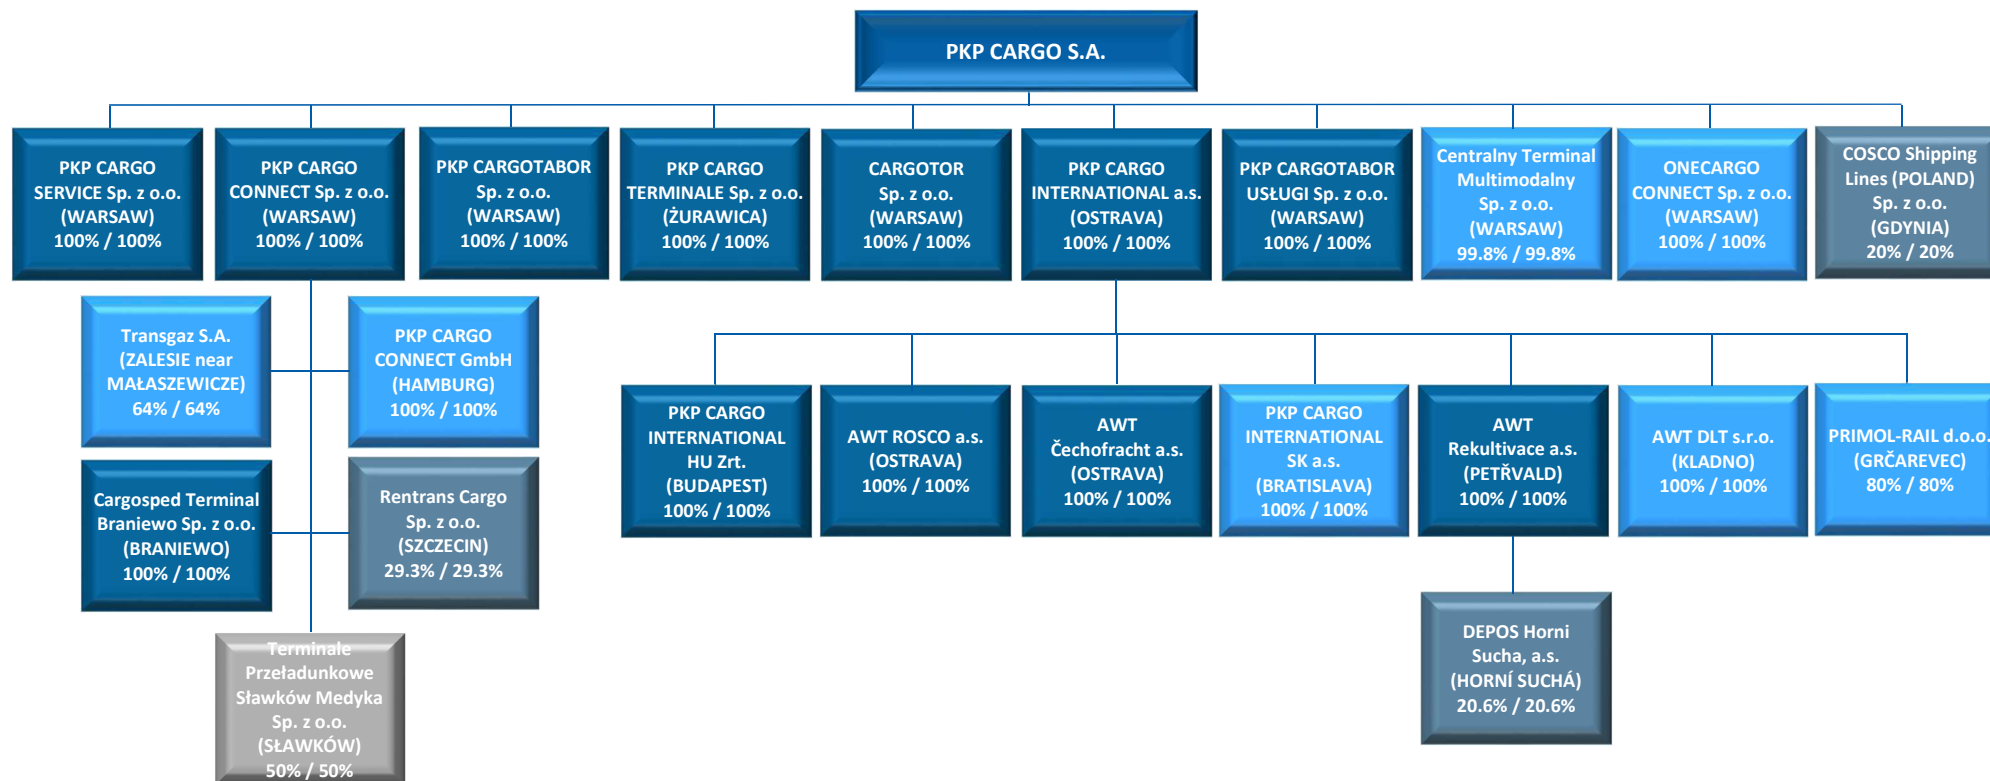 PKP CARGO S.A.
PKP CARGO
SERVICE Sp. z o.o.
(WARSAW)
100% / 100%
PKP CARGO
CONNECT Sp. z o.o.
(WARSAW)
100% / 100%
PKP CARGOTABOR
Sp. z o.o.
(WARSAW)
100% / 100%
PKP CARGO
TERMINALE Sp. z o.o.
(ŻURAWICA)
100% / 100%
CARGOTOR
Sp. z o.o.
(WARSAW)
100% / 100%
PKP CARGO
INTERNATIONAL a.s.
(OSTRAVA)
100% / 100%
PKP CARGOTABOR
USŁUGI Sp. z o.o.
(WARSAW)
100% / 100%
Centralny Terminal
Multimodalny
Sp. z o.o.
(WARSAW)
99.8% / 99.8%
ONECARGO
CONNECT Sp. z o.o.
(WARSAW)
100% / 100%
COSCO Shipping
Lines (POLAND)
Sp. z o.o.
(GDYNIA)
20% / 20%
Transgaz S.A.
(ZALESIE near
MAŁASZEWICZE)
64% / 64%
PKP CARGO
CONNECT GmbH
(HAMBURG)
100% / 100%
Cargosped Terminal
Braniewo Sp. z o.o.
(BRANIEWO)
100% / 100%
Rentrans Cargo
Sp. z o.o.
(SZCZECIN)
29.3% / 29.3%
Terminale
Przeładunkowe
Sławków Medyka
Sp. z o.o.
(SŁAWKÓW)
50% / 50%
PKP CARGO
INTERNATIONAL
HU Zrt.
(BUDAPEST)
100% / 100%
AWT ROSCO a.s.
(OSTRAVA)
100% / 100%
AWT
Čechofracht a.s.
(OSTRAVA)
100% / 100%
PKP CARGO
INTERNATIONAL
SK a.s.
(BRATISLAVA)
100% / 100%
AWT
Rekultivace a.s.
(PETŘVALD)
100% / 100%
AWT DLT s.r.o.
(KLADNO)
100% / 100%
PRIMOL-RAIL d.o.o.
(GRČAREVEC)
80% / 80%
DEPOS Horni
Sucha, a.s.
(HORNÍ SUCHÁ)
20.6% / 20.6%